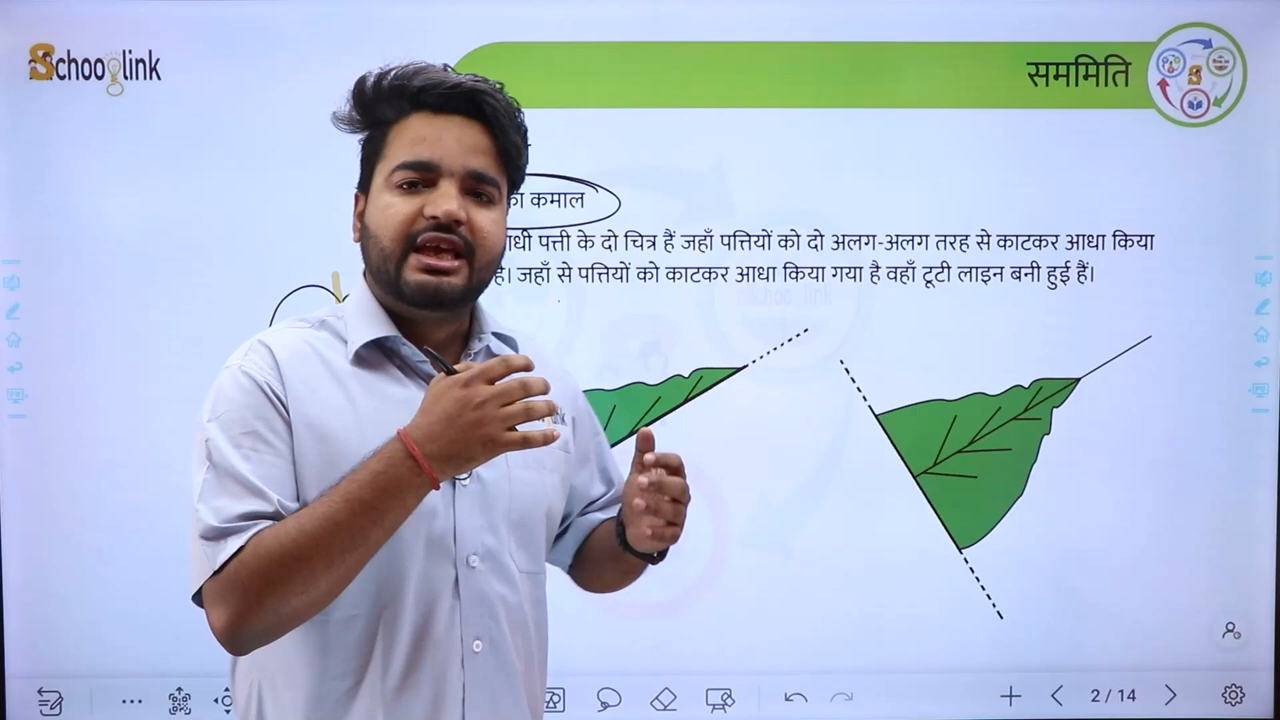 Schoolink
सममिति
का कमाल
आधी पत्ती के दो चित्र हैं जहाँ पत्तियों को दो अलग-अलग तरह से काटकर आधा किया
है। जहाँ से पत्तियों को काटकर आधा किया गया है वहाँ टूटी लाइन बनी हुई हैं।
2 / 14